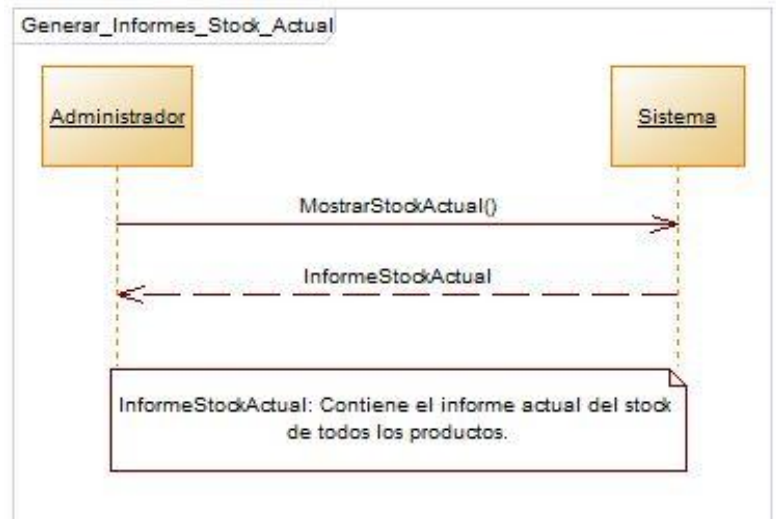 Generar_Informes_Stock_Actual
Administrador
Sistema
MostrarStockActual()
InformeStockActual
InformeStockActual: Contiene el informe actual del stock
de todos los productos.